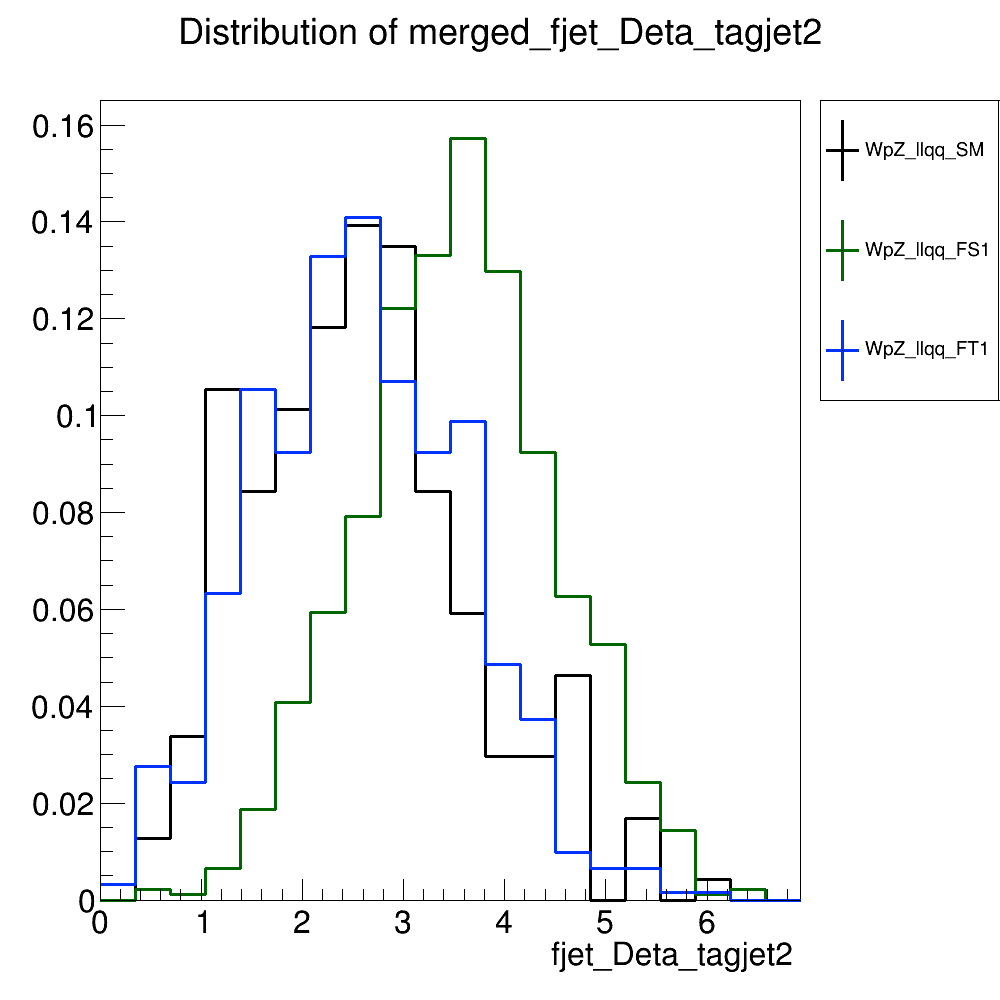 Distribution of merged_fjet_Deta_tagjet2
0.16
0.14
0.12
0.1
0.08
0.06
0.04
0.02
0
0 1 2 3 4 5 6
fjet_Deta_tagjet2
WpZ_llqq_SM
WpZ_llqq_FS1
WpZ_llqq_FT1